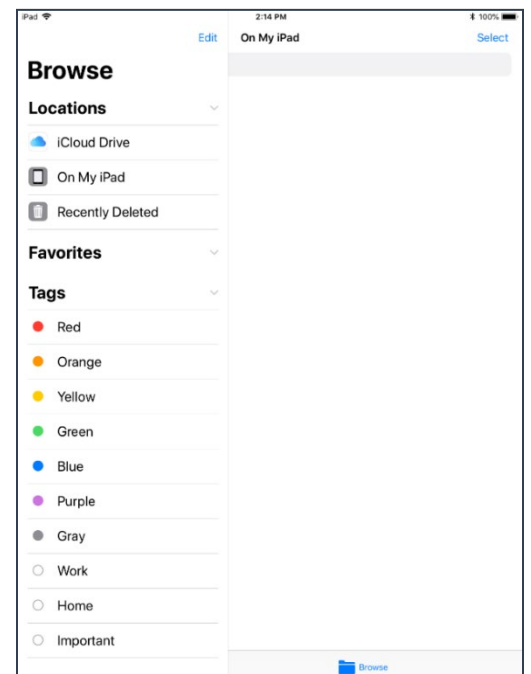 iPad 2:14 PM 100%
Edit On My iPad Select
Browse
Locations
iCloud Drive
On My iPad
Recently Deleted
Favorites
Tags
Red
Orange
Yellow
Green
Blue
Purple
Gray
Work
Home
Important
Browse